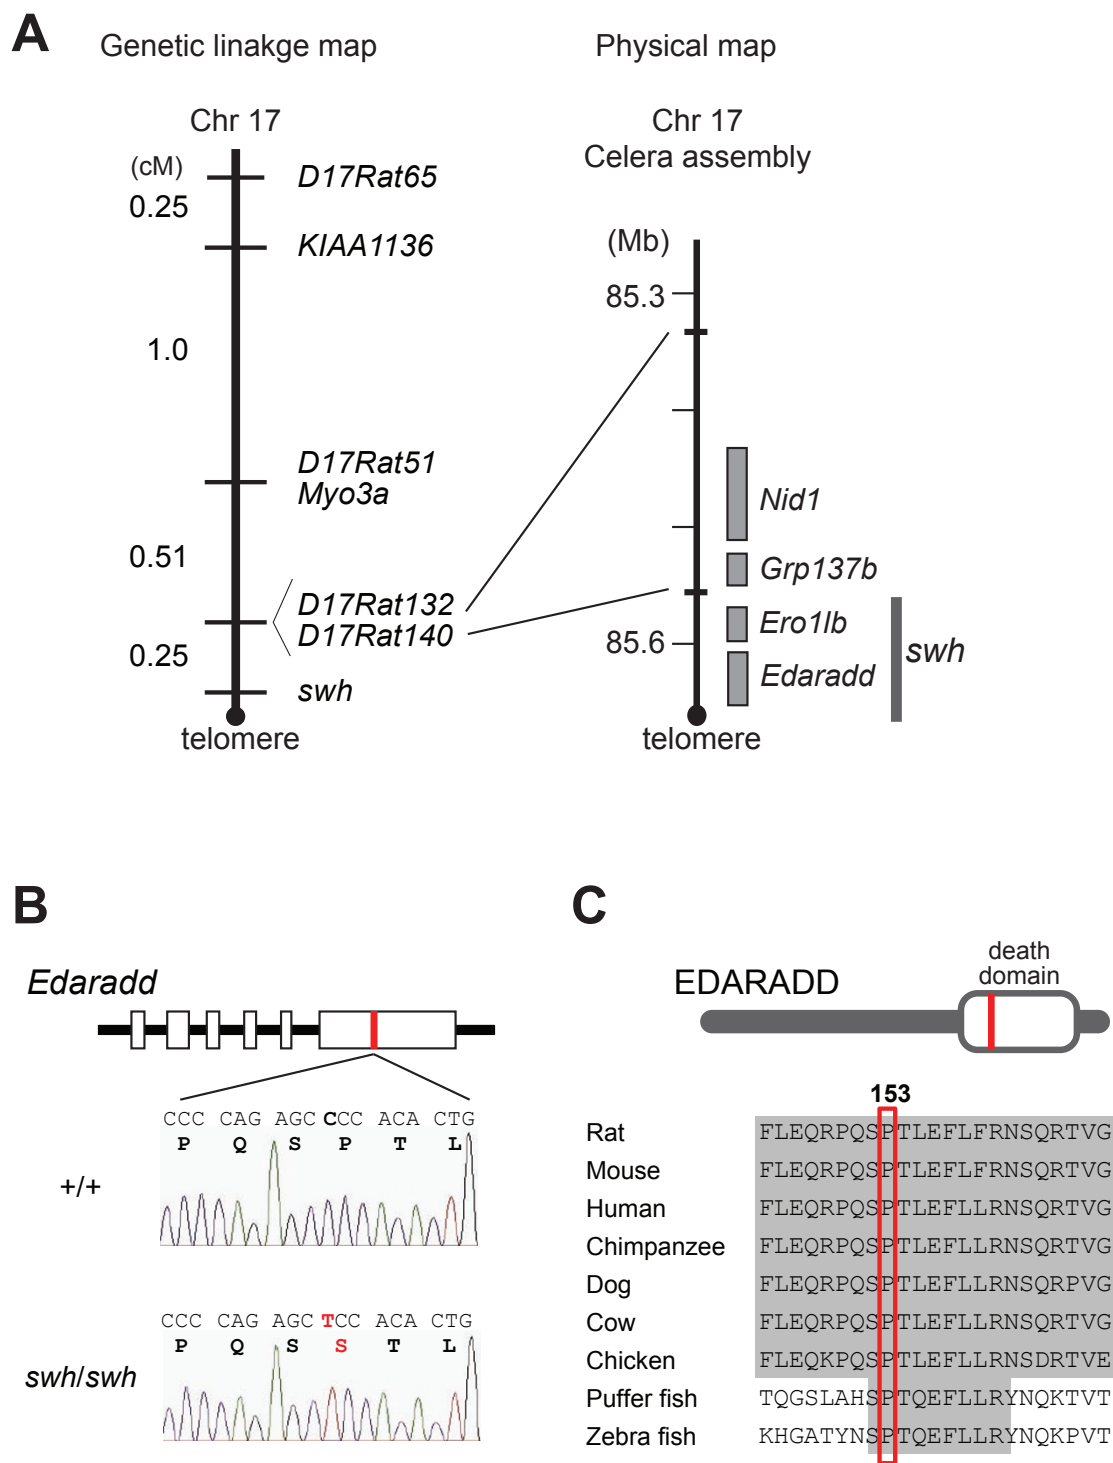 A
Genetic linakge map
Physical map
Chr 17
(cM)
0.25
1.0
0.51
0.25
D17Rat65
KIAA1136
D17Rat51
Myo3a
D17Rat132
D17Rat140
swh
telomere
Chr 17
Celera assembly
(Mb)
85.3
85.6
Nid1
Grp137b
Ero1lb
Edaradd
swh
telomere
B
Edaradd
CCC CAG AGC CCC ACA CTG
P Q S P T L
+/+
CCC CAG AGC TCC ACA CTG
P Q S S T L
swh/swh
C
death
domain
EDARADD
153
Rat FLEQRPQSPTLEFLFRNSQRTVG
Mouse FLEQRPQSPTLEFLFRNSQRTVG
Human FLEQRPQSPTLEFLLRNSQRTVG
Chimpanzee FLEQRPQSPTLEFLLRNSQRTVG
Dog FLEQRPQSPTLEFLLRNSQRPVG
Cow FLEQRPQSPTLEFLLRNSQRTVG
Chicken FLEQKPQSPTLEFLLRNSDRTVE
Puffer fish TQGSLAHSPTQEFLLRYNQKTVT
Zebra fish KHGATYNSPTQEFLLRYNQKPVT